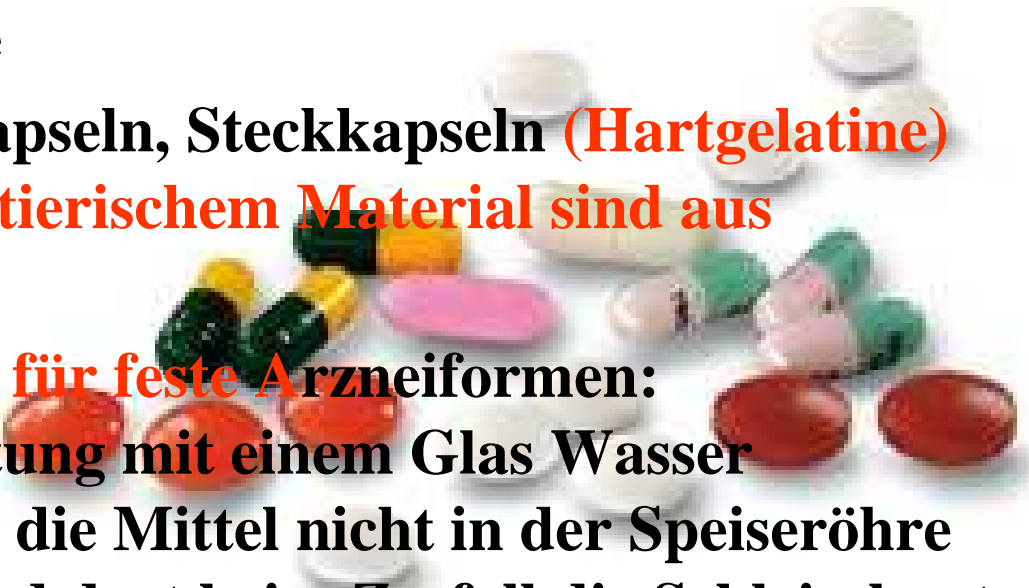 apseln, Steckkapseln (Hartgelatine)
tierischem Material sind aus
für feste Arzneiformen:
tung mit einem Glas Wasser
die Mittel nicht in der Speiseröhre